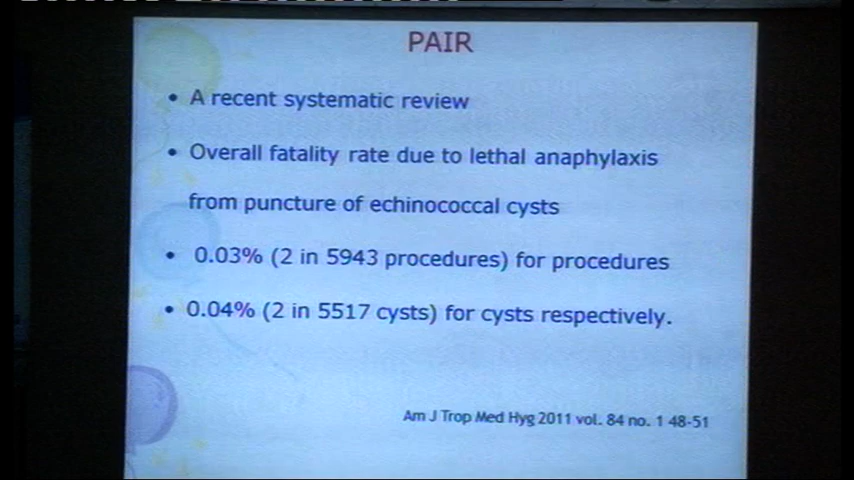 PAIR
• A recent systematic review
• Overall fatality rate due to lethal anaphylaxis
from puncture of echinococcal cysts
• 0.03% (2 in 5943 procedures) for procedures
• 0.04% (2 in 5517 cysts) for cysts respectively.
Am J Trop Med Hyg 2011 vol. 84 no. 1 48-51